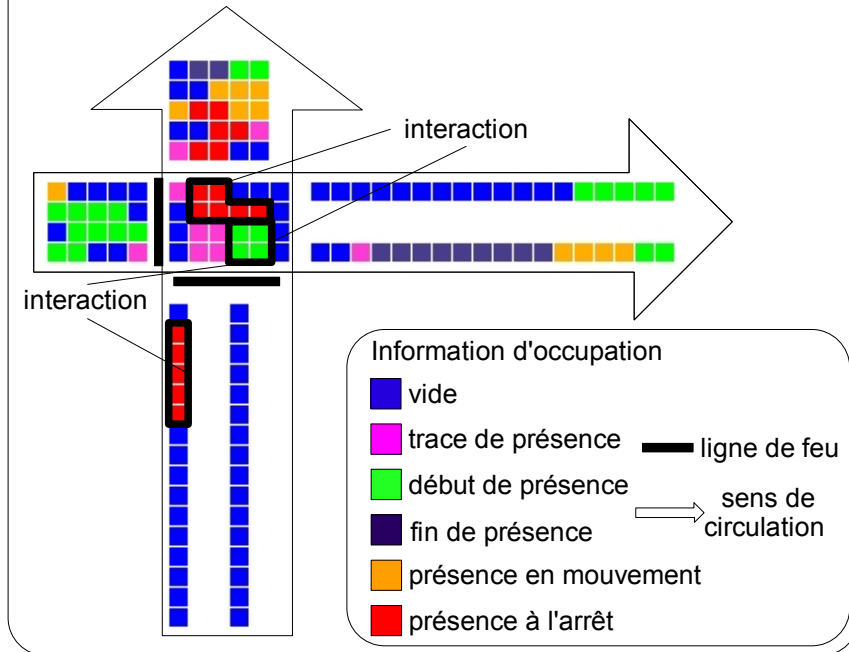 interaction
interaction
Information d'occupation
vide
trace de présence
début de présence
fin de présence
présence en mouvement
présence à l'arrêt
ligne de feu
sens de
circulation